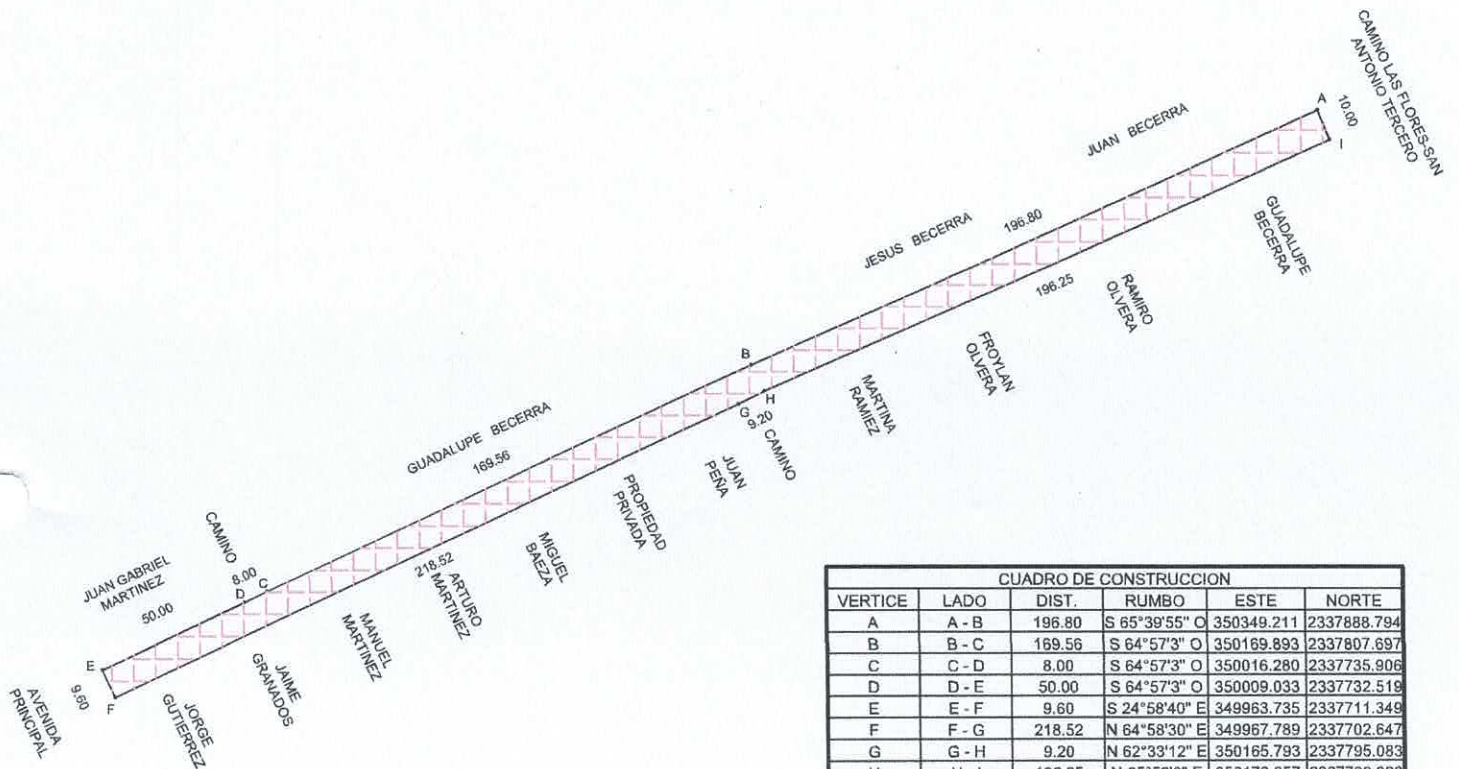 CAMINO LAS FLORES-SAN
ANTONIO TERCERO
A
10.00
I
JUAN BECERRA
GUADALUPE
BECERRA
JESUS BECERRA
196.80
196.25
RAMIRO
OLVERA
FROYLAN
OLVERA
MARTINA
RAMIEZ
B
H
G
9.20
CAMINO
JUAN
PEÑA
GUADALUPE BECERRA
169.56
PROPIEDAD
PRIVADA
MIGUEL
BAEZA
218.52
ARTURO
MARTINEZ
MANUEL
MARTINEZ
CAMINO
8.00
C
D
JUAN GABRIEL
MARTINEZ
50.00
JAIME
GRANADOS
E
9.60
F
JORGE
GUTIERREZ
AVENIDA
PRINCIPAL
CUADRO DE CONSTRUCCION
VERTICE LADO DIST. RUMBO ESTE NORTE
A A - B 196.80 S 65°39'55" O 350349.211 2337888.794
B B - C 169.56 S 64°57'3" O 350169.893 2337807.697
C C - D 8.00 S 64°57'3" O 350016.280 2337735.906
D D - E 50.00 S 64°57'3" O 350009.033 2337732.519
E E - F 9.60 S 24°58'40" E 349963.735 2337711.349
F F - G 218.52 N 64°58'30" E 349967.789 2337702.647
G G - H 9.20 N 62°33'12" E 350165.793 2337795.083